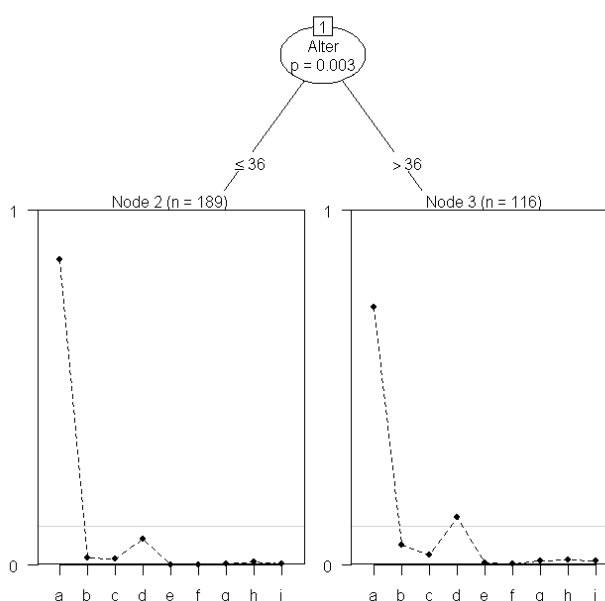 1
Alter
p = 0.003
≤ 36
> 36
Node 2 (n = 189)
Node 3 (n = 116)
1
0
a b c d e f g h i
1
0
a b c d e f g h i